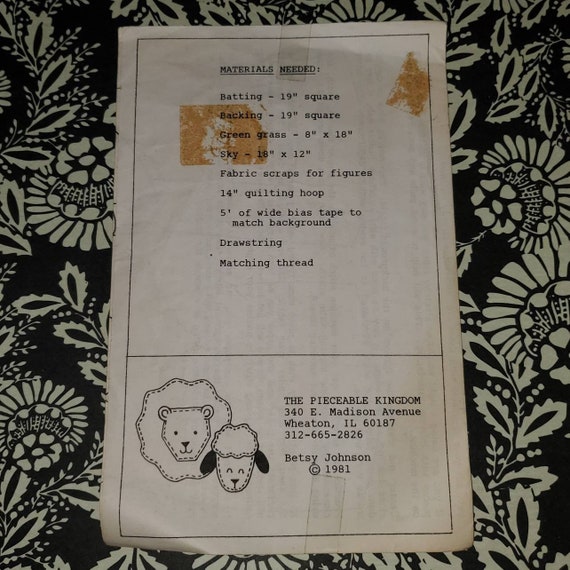 MATERIALS NEEDED:
Batting - 19" square
Backing - 19" square
Green grass - 8" x 18"
Sky - 18" x 12"
Fabric scraps for figures
14" quilting hoop
5' of wide bias tape to
match background
Drawstring
Matching thread
THE PIECEABLE KINGDOM
340 E. Madison Avenue
Wheaton, IL 60187
312-665-2826
Betsy Johnson
© 1981